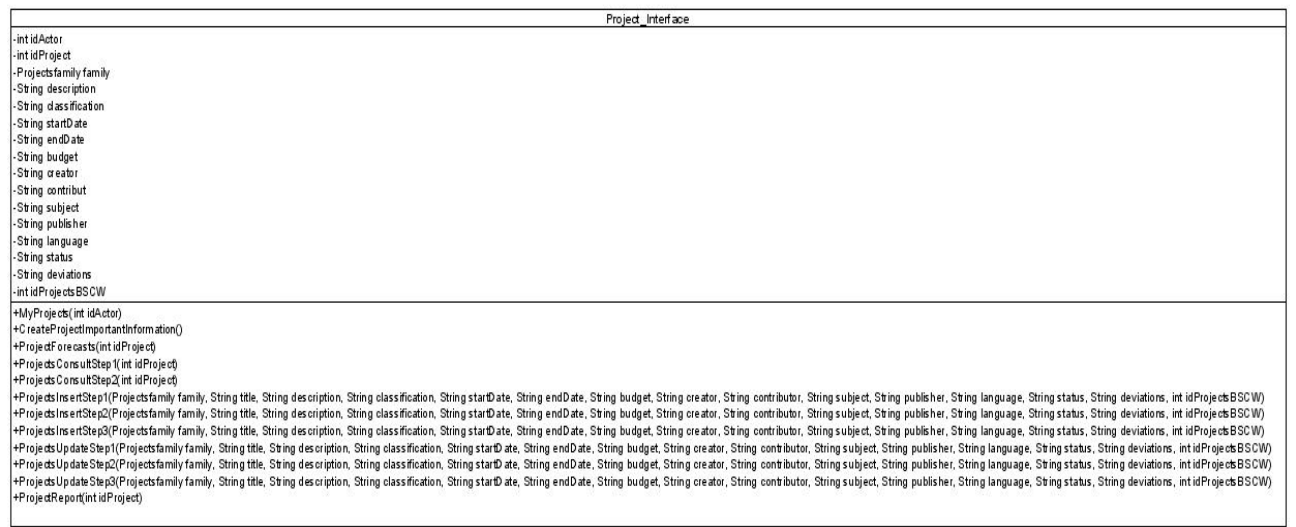 Project_Interface
-int idActor
-int idProject
-Projectsfamily family
-String description
-String classification
-String startDate
-String endDate
-String budget
-String creator
-String contribut
-String subject
-String publisher
-String language
-String status
-String deviations
-int idProjectsBSCW
+MyProjects(int idActor)
+CreateProjectImportantInformation()
+ProjectForecasts(int idProject)
+ProjectsConsultStep1(int idProject)
+ProjectsConsultStep2(int idProject)
+ProjectsInsertStep1(Projectsfamily family, String title, String description, String classification, String startDate, String endDate, String budget, String creator, String contributor, String subject, String publisher, String language, String status, String deviations, int idProjectsBSCW)
+ProjectsInsertStep2(Projectsfamily family, String title, String description, String classification, String startDate, String endDate, String budget, String creator, String contributor, String subject, String publisher, String language, String status, String deviations, int idProjectsBSCW)
+ProjectsInsertStep3(Projectsfamily family, String title, String description, String classification, String startDate, String endDate, String budget, String creator, String contributor, String subject, String publisher, String language, String status, String deviations, int idProjectsBSCW)
+ProjectsUpdateStep1(Projectsfamily family, String title, String description, String classification, String startDate, String endDate, String budget, String creator, String contributor, String subject, String publisher, String language, String status, String deviations, int idProjectsBSCW)
+ProjectsUpdateStep2(Projectsfamily family, String title, String description, String classification, String startDate, String endDate, String budget, String creator, String contributor, String subject, String publisher, String language, String status, String deviations, int idProjectsBSCW)
+ProjectsUpdateStep3(Projectsfamily family, String title, String description, String classification, String startDate, String endDate, String budget, String creator, String contributor, String subject, String publisher, String language, String status, String deviations, int idProjectsBSCW)
+ProjectReport(int idProject)